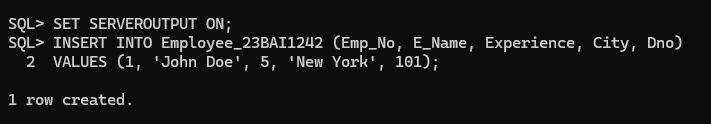 SQL> SET SERVEROUTPUT ON;
SQL> INSERT INTO Employee_23BAI1242 (Emp_No, E_Name, Experience, City, Dno)
  2  VALUES (1, 'John Doe', 5, 'New York', 101);
1 row created.